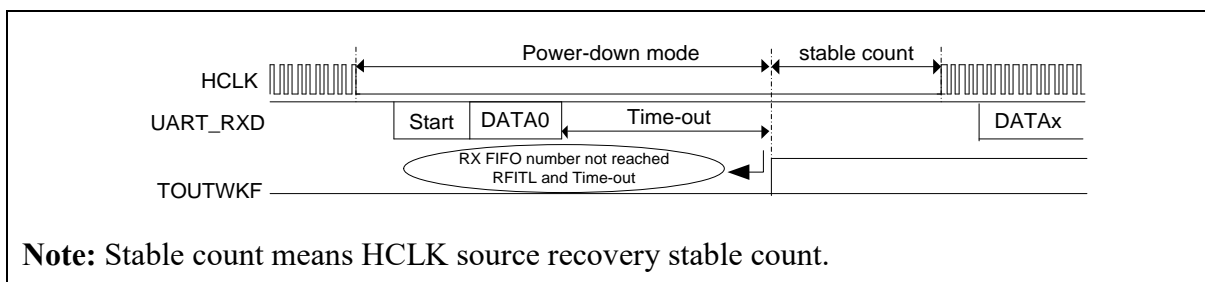 Power-down mode
stable count
HCLK
UART_RXD
Start
DATA0
Time-out
DATAx
RX FIFO number not reached
RFITL and Time-out
TOUTWKF
Note: Stable count means HCLK source recovery stable count.